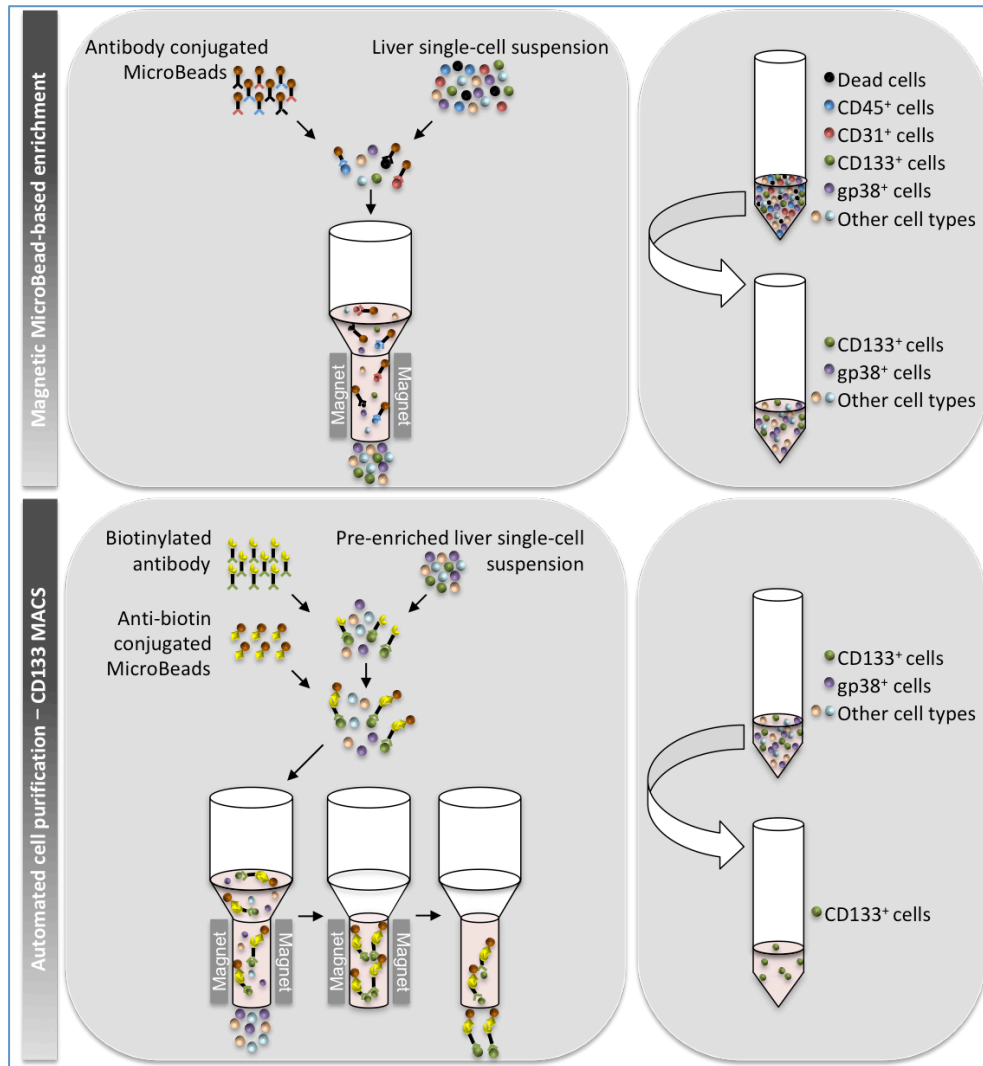 Magnetic MicroBead-based enrichment
Antibody conjugated
MicroBeads
Liver single-cell suspension
Magnet
Magnet
Dead cells
CD45⁺ cells
CD31⁺ cells
CD133⁺ cells
gp38⁺ cells
Other cell types
CD133⁺ cells
gp38⁺ cells
Other cell types
Automated cell purification – CD133 MACS
Biotinylated
antibody
Pre-enriched liver single-cell
suspension
Anti-biotin
conjugated
MicroBeads
Magnet
Magnet
Magnet
Magnet
CD133⁺ cells
gp38⁺ cells
Other cell types
CD133⁺ cells